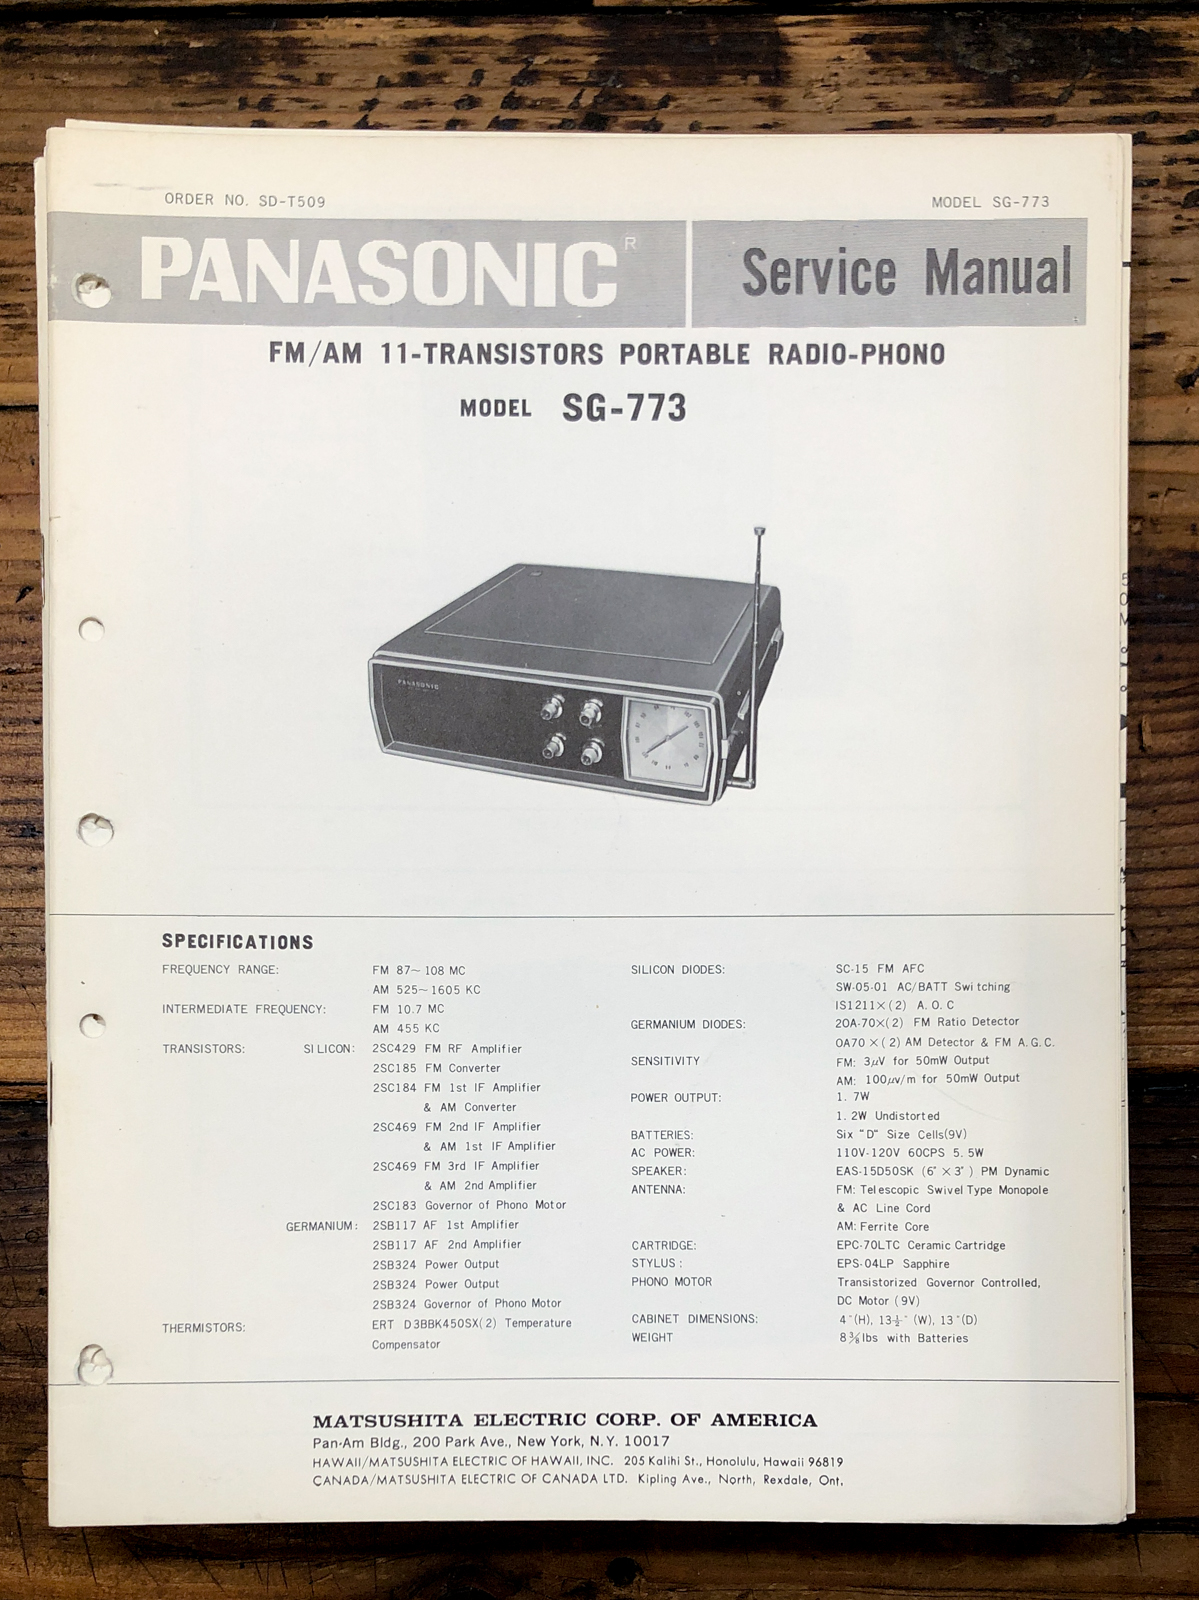 ORDER NO. SD-T509
MODEL SG-773
PANASONIC R
Service Manual
FM/AM 11-TRANSISTORS PORTABLE RADIO-PHONO
MODEL SG-773
PANASONIC
SPECIFICATIONS
FREQUENCY RANGE: FM 87~108 MC
AM 525~1605 KC
INTERMEDIATE FREQUENCY: FM 10.7 MC
AM 455 KC
TRANSISTORS: SILICON: 2SC429 FM RF Amplifier
2SC185 FM Converter
2SC184 FM 1st IF Amplifier
& AM Converter
2SC469 FM 2nd IF Amplifier
& AM 1st IF Amplifier
2SC469 FM 3rd IF Amplifier
& AM 2nd Amplifier
2SC183 Governor of Phono Motor
GERMANIUM: 2SB117 AF 1st Amplifier
2SB117 AF 2nd Amplifier
2SB324 Power Output
2SB324 Power Output
2SB324 Governor of Phono Motor
THERMISTORS: ERT D3BBK450SX(2) Temperature
Compensator
SILICON DIODES: SC-15 FM AFC
SW-05-01 AC/BATT Switching
IS1211×(2) A.O.C
GERMANIUM DIODES: 20A-70×(2) FM Ratio Detector
OA70×(2) AM Detector & FM A.G.C.
SENSITIVITY FM: 3μV for 50mW Output
AM: 100μv/m for 50mW Output
POWER OUTPUT: 1. 7W
1. 2W Undistorted
BATTERIES: Six "D" Size Cells(9V)
AC POWER: 110V-120V 60CPS 5.5W
SPEAKER: EAS-15D50SK (6" × 3") PM Dynamic
ANTENNA: FM: Telescopic Swivel Type Monopole
& AC Line Cord
AM: Ferrite Core
CARTRIDGE: EPC-70LTC Ceramic Cartridge
STYLUS: EPS-04LP Sapphire
PHONO MOTOR Transistorized Governor Controlled,
DC Motor (9V)
CABINET DIMENSIONS: 4"(H), 13½" (W), 13"(D)
WEIGHT 8⅜lbs with Batteries
MATSUSHITA ELECTRIC CORP. OF AMERICA
Pan-Am Bldg., 200 Park Ave., New York, N.Y. 10017
HAWAII/MATSUSHITA ELECTRIC OF HAWAII, INC. 205 Kalihi St., Honolulu, Hawaii 96819
CANADA/MATSUSHITA ELECTRIC OF CANADA LTD. Kipling Ave., North, Rexdale, Ont.